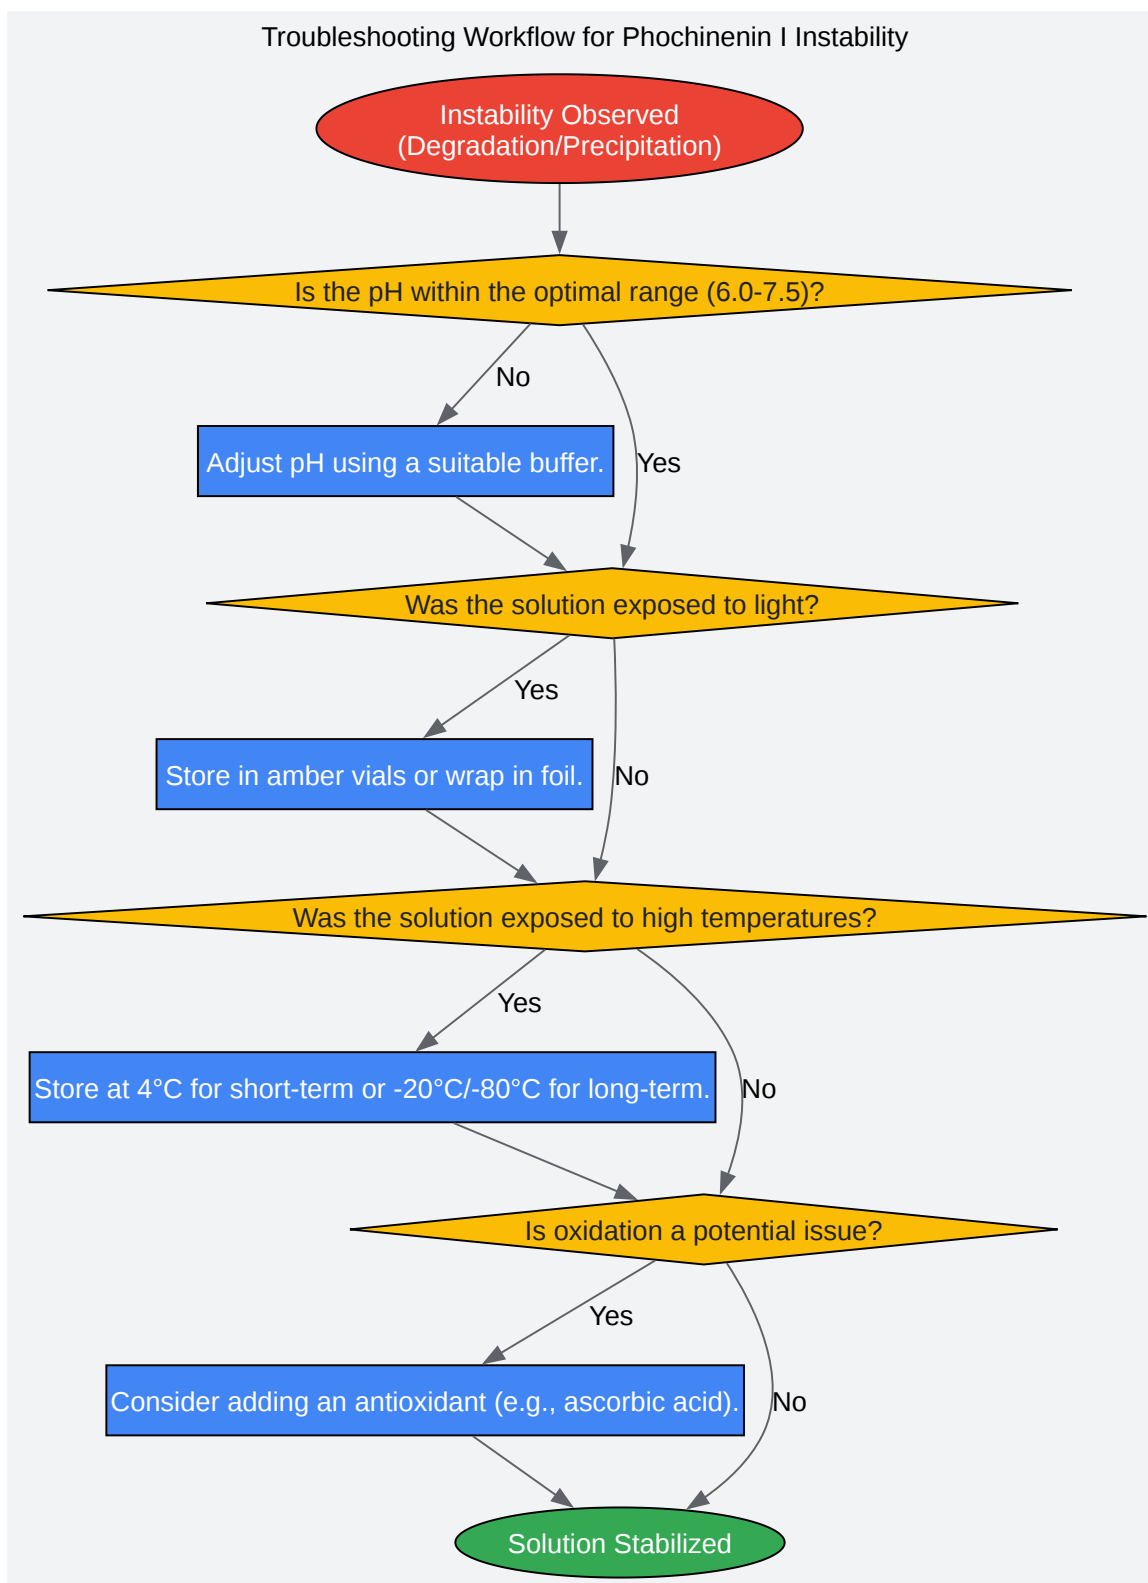 Troubleshooting Workflow for Phochinenin I Instability
Instability Observed
(Degradation/Precipitation)
Is the pH within the optimal range (6.0-7.5)?
No
Adjust pH using a suitable buffer.
Yes
Was the solution exposed to light?
Yes
Store in amber vials or wrap in foil.
No
Was the solution exposed to high temperatures?
Yes
Store at 4°C for short-term or -20°C/-80°C for long-term.
No
Is oxidation a potential issue?
Yes
Consider adding an antioxidant (e.g., ascorbic acid).
No
Solution Stabilized